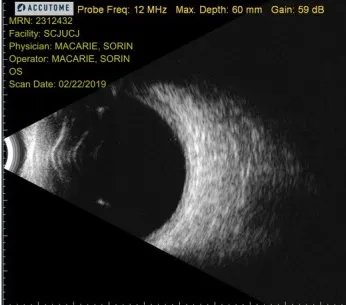 ACCUTOME Probe Freq: 12 MHz Max. Depth: 60 mm Gain: 59 dB
MRN: 2312432
Facility: SCJUCJ
Physician: MACARIE, SORIN
Operator: MACARIE, SORIN
OS
Scan Date: 02/22/2019